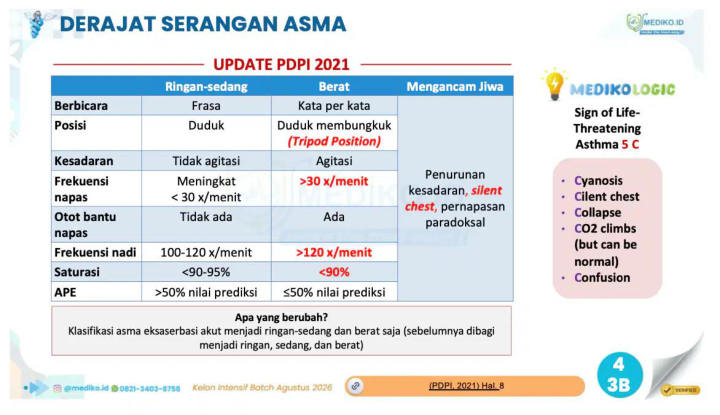 DERAJAT SERANGAN ASMA
MEDIKO.ID
UPDATE PDPI 2021
Ringan-sedang Berat Mengancam Jiwa
Berbicara Frasa Kata per kata
Posisi Duduk Duduk membungkuk
(Tripod Position)
Kesadaran Tidak agitasi Agitasi
Frekuensi Meningkat >30 x/menit
napas < 30 x/menit
Otot bantu Tidak ada Ada
napas
Frekuensi nadi 100-120 x/menit >120 x/menit
Saturasi <90-95% <90%
APE >50% nilai prediksi ≤50% nilai prediksi
Penurunan
kesadaran, silent
chest, pernapasan
paradoksal
Apa yang berubah?
Klasifikasi asma eksaserbasi akut menjadi ringan-sedang dan berat saja (sebelumnya dibagi
menjadi ringan, sedang, dan berat)
MEDIKOLOGIC
Sign of Life-
Threatening
Asthma 5 C
• Cyanosis
• Cilent chest
• Collapse
• CO2 climbs
(but can be
normal)
• Confusion
@mediko.id 0821-3403-8758 Kelon Intensif Batch Agustus 2026
(PDPI, 2021) Hal. 8
4
3B
VERIFIED